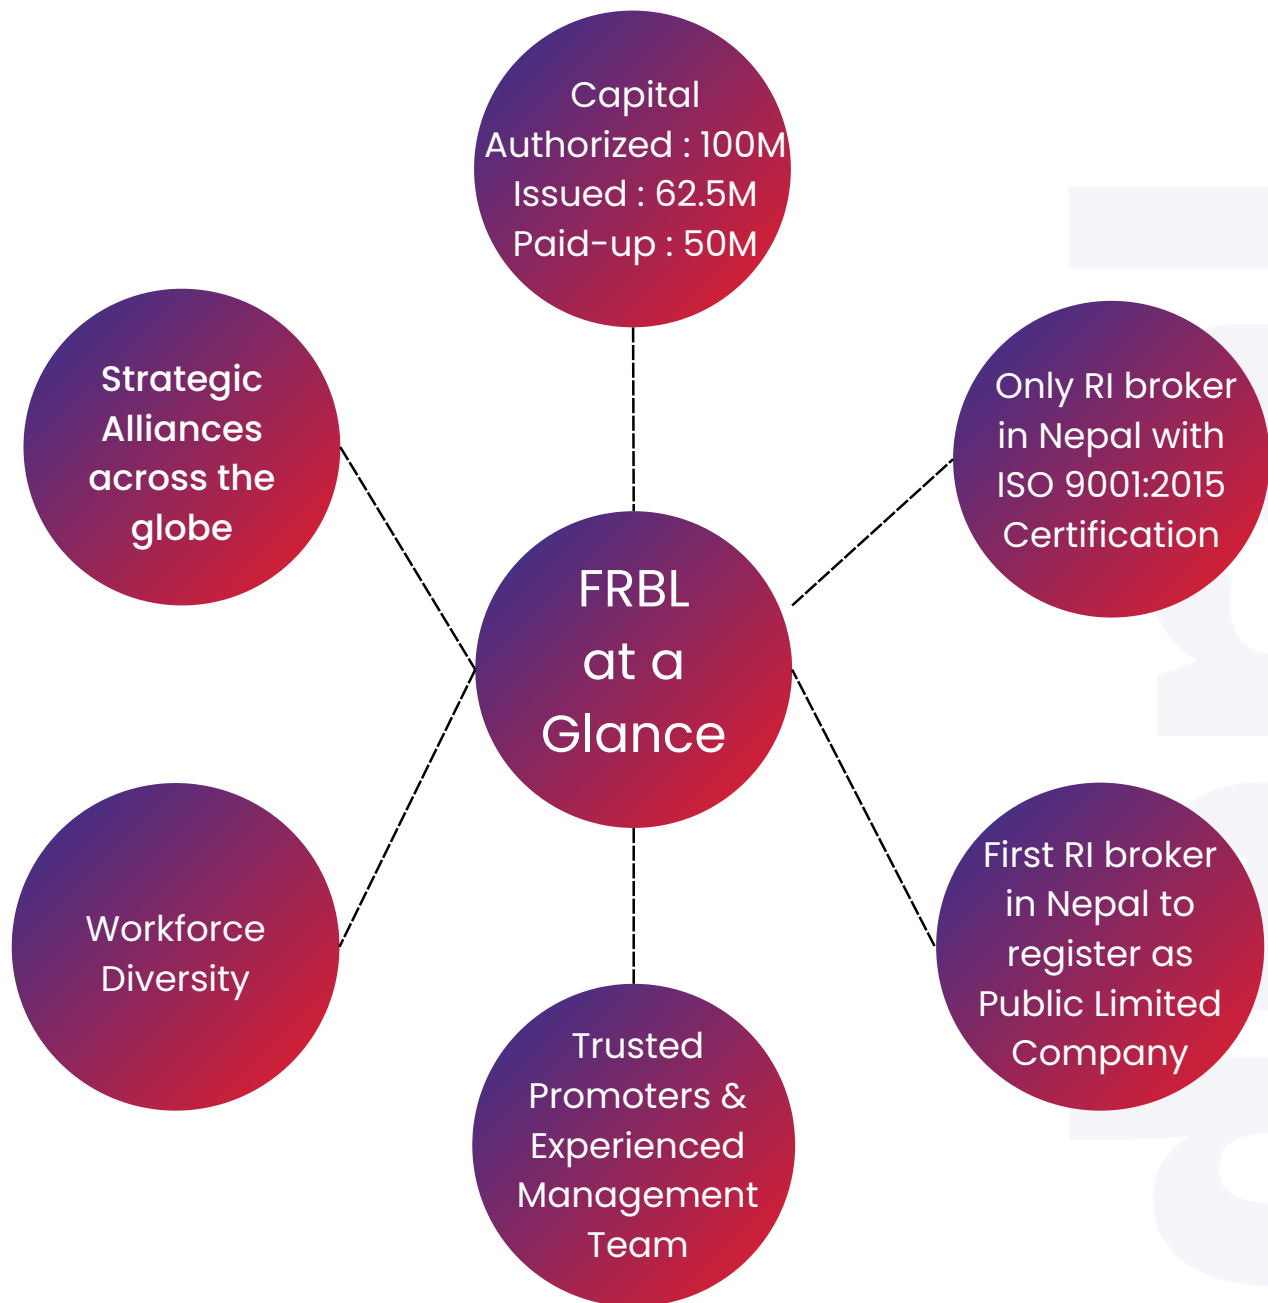 Capital
Authorized : 100M
Issued : 62.5M
Paid-up : 50M
Strategic
Alliances
across the
globe
Only RI broker
in Nepal with
ISO 9001:2015
Certification
FRBL
at a
Glance
Workforce
Diversity
First RI broker
in Nepal to
register as
Public Limited
Company
Trusted
Promoters &
Experienced
Management
Team